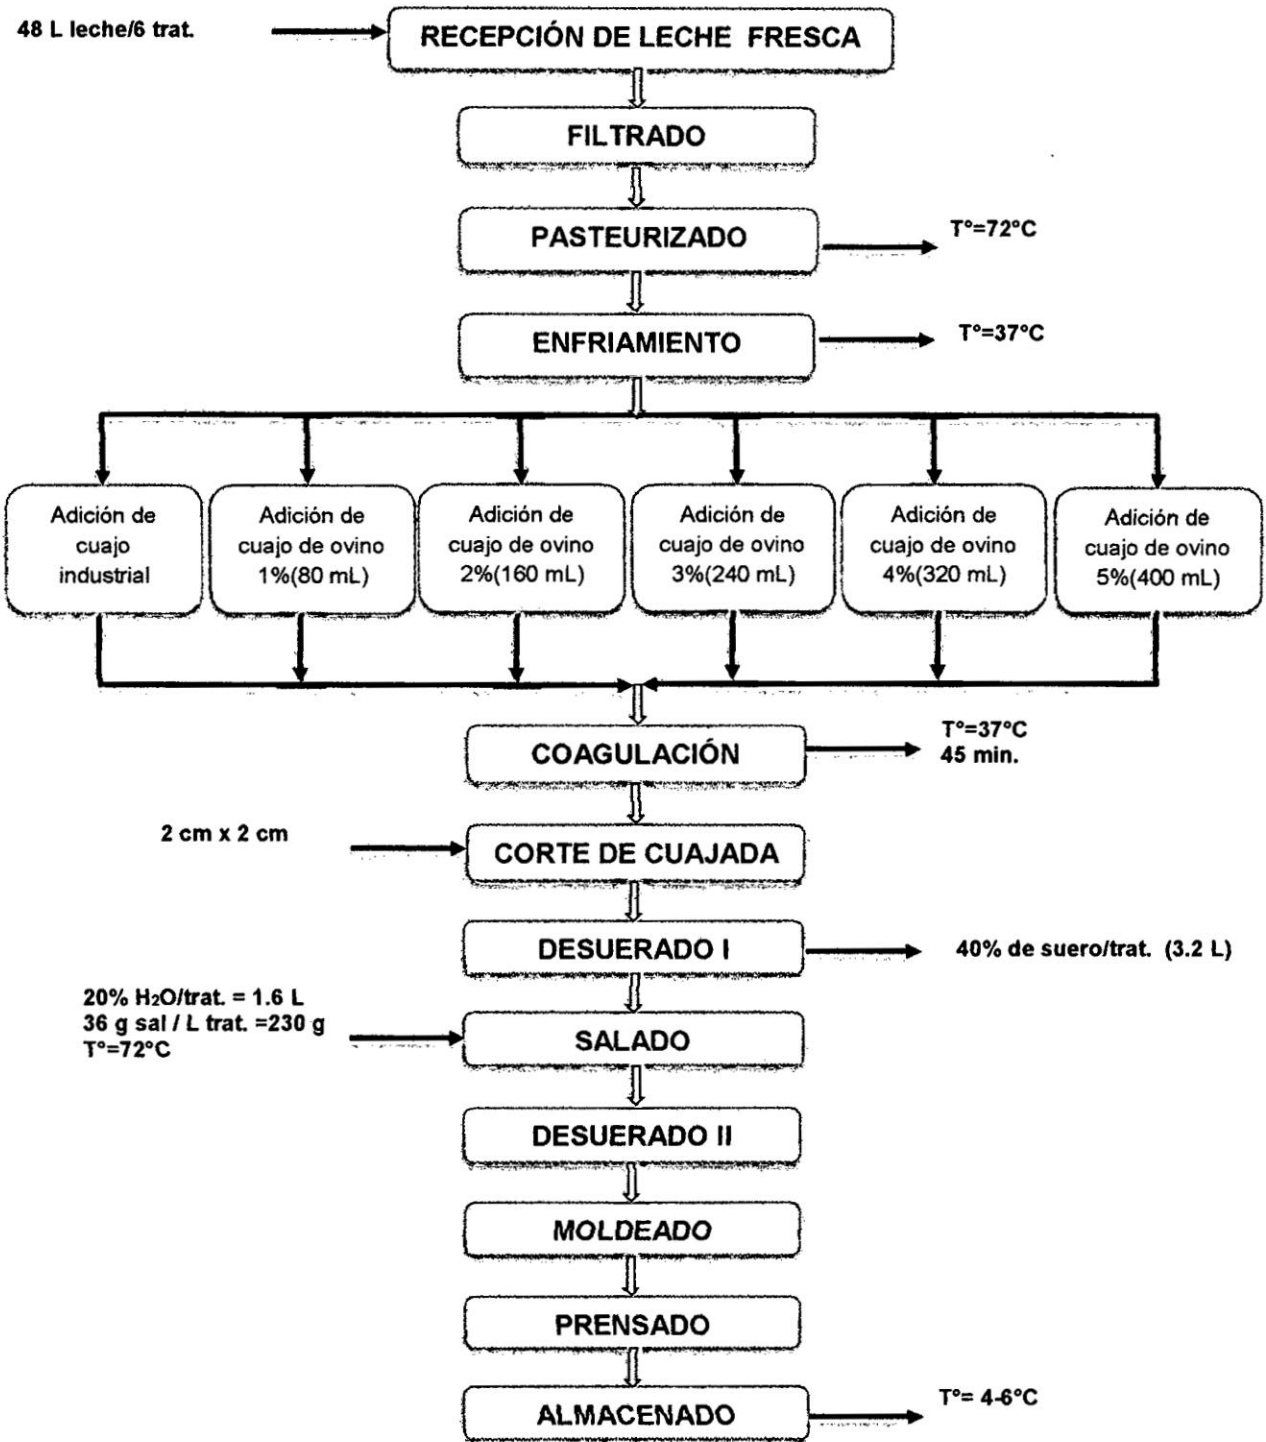 48 L leche/6 trat.
RECEPCIÓN DE LECHE FRESCA
FILTRADO
PASTEURIZADO
T°=72°C
ENFRIAMIENTO
T°=37°C
Adición de
cuajo
industrial
Adición de
cuajo de ovino
1%(80 mL)
Adición de
cuajo de ovino
2%(160 mL)
Adición de
cuajo de ovino
3%(240 mL)
Adición de
cuajo de ovino
4%(320 mL)
Adición de
cuajo de ovino
5%(400 mL)
COAGULACIÓN
T°=37°C
45 min.
2 cm x 2 cm
CORTE DE CUAJADA
DESUERADO I
40% de suero/trat. (3.2 L)
20% H₂O/trat. = 1.6 L
36 g sal / L trat. =230 g
T°=72°C
SALADO
DESUERADO II
MOLDEADO
PRENSADO
ALMACENADO
T°= 4-6°C